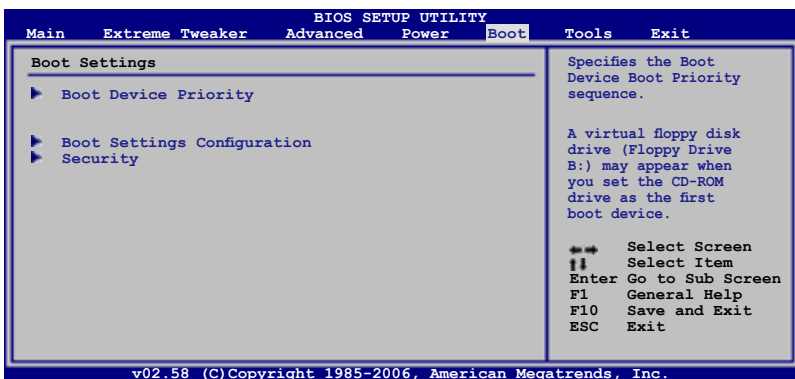 BIOS SETUP UTILITY
Main Extreme Tweaker Advanced Power Boot Tools Exit
Boot Settings
Boot Device Priority
Boot Settings Configuration
Security
Specifies the Boot
Device Boot Priority
sequence.
A virtual floppy disk
drive (Floppy Drive
B:) may appear when
you set the CD-ROM
drive as the first
boot device.
Select Screen
Select Item
Enter Go to Sub Screen
F1 General Help
F10 Save and Exit
ESC Exit
v02.58 (C)Copyright 1985-2006, American Megatrends, Inc.